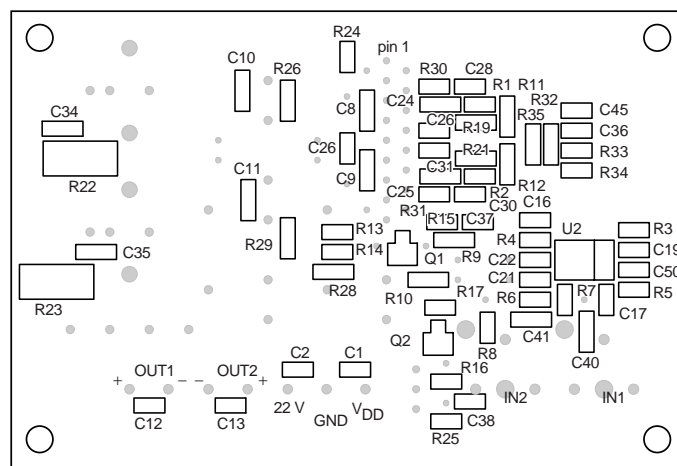 R24
pin 1
C10
R26
R30
C28
R1
R11
C34
C8
C24
R32
C45
C26
R19
R35
C36
R22
C26
R21
R33
C9
C31
R34
C11
C25
R2
R12
R31
C30
C16
R15
C37
U2
R3
R13
R4
C35
R29
R14
Q1
R9
C22
C19
C21
C50
R28
R10
R17
R6
R7
R5
R23
C17
Q2
R8
C41
C2
C1
C40
OUT1
OUT2
R16
+ − − +
IN2
IN1
22 V
GND
VDD
C12
C13
C38
R25